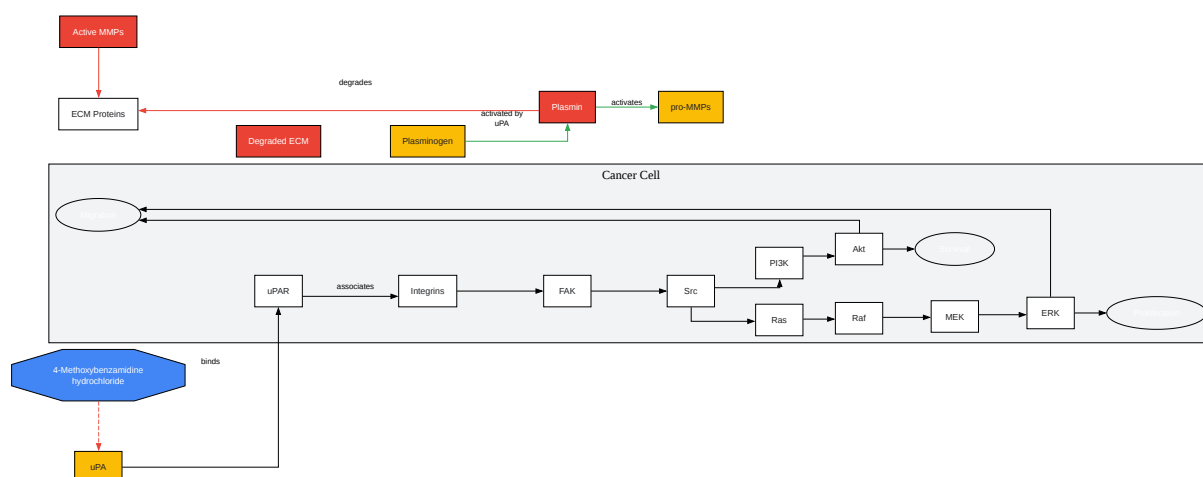 Active MMPs
degrades
ECM Proteins
Plasmin
activates
pro-MMPs
activated by
uPA
Degraded ECM
Plasminogen
Cancer Cell
Akt
PI3K
uPAR
associates
Integrins
FAK
Src
Ras
Raf
MEK
ERK
4-Methoxybenzamidine
hydrochloride
binds
uPA